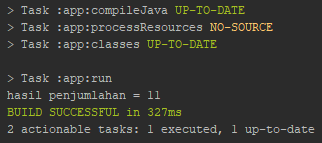 > Task :app:compileJava UP-TO-DATE
> Task :app:processResources NO-SOURCE
> Task :app:classes UP-TO-DATE

> Task :app:run
hasil penjumlahan = 11
BUILD SUCCESSFUL in 327ms
2 actionable tasks: 1 executed, 1 up-to-date